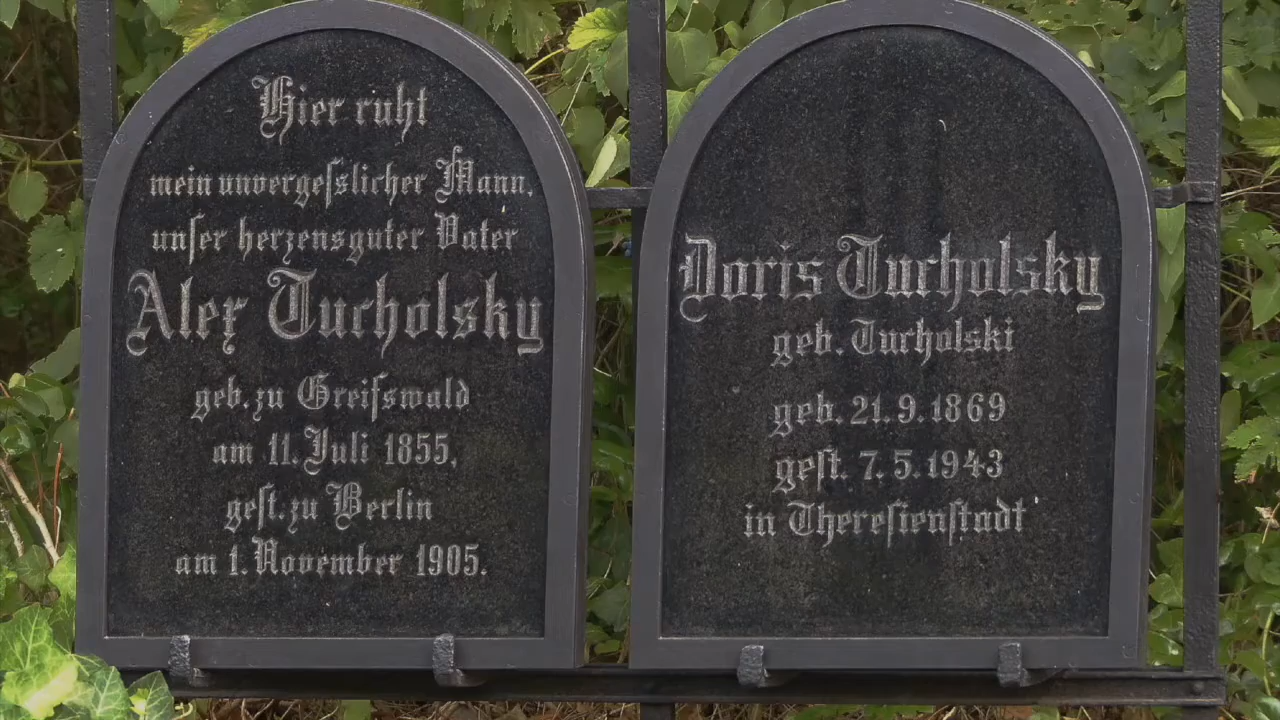 Hier ruht
mein unvergeſslicher Mann,
unſer herzensguter Vater
Alex Tucholsky
geb. zu Greifswald
am 11. Juli 1855,
geſt. zu Berlin
am 1. November 1905.
Doris Tucholsky
geb. Tucholski
geb. 21. 9. 1869
geſt. 7. 5. 1943
in Thereſienſtadt